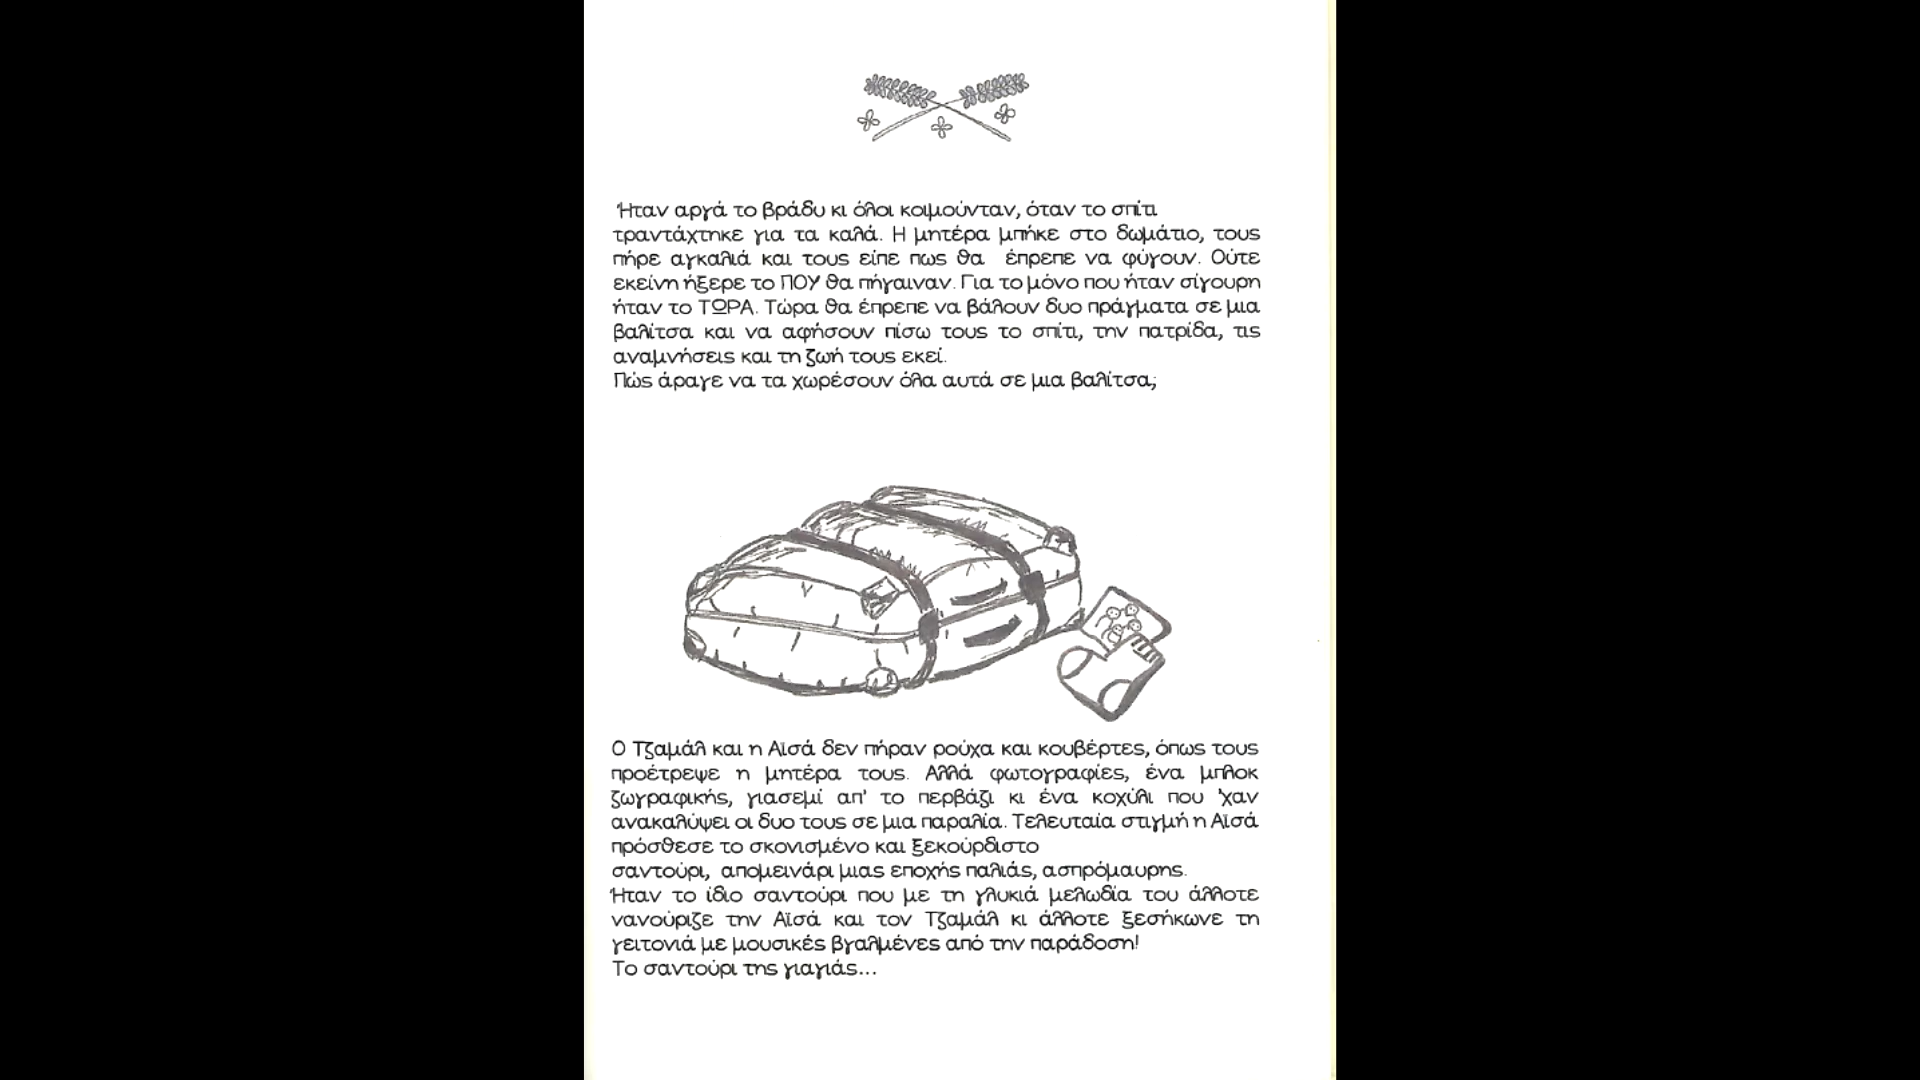 Ήταν αργά το βράδυ κι όλοι κοιμούνταν, όταν το σπίτι
τραντάχτηκε για τα καλά. Η μητέρα μπήκε στο δωμάτιο, τους
πήρε αγκαλιά και τους είπε πως θα έπρεπε να φύγουν. Ούτε
εκείνη ήξερε το ΠΟΥ θα πήγαιναν. Για το μόνο που ήταν σίγουρη
ήταν το ΤΩΡΑ. Τώρα θα έπρεπε να βάλουν δυο πράγματα σε μια
βαλίτσα και να αφήσουν πίσω τους το σπίτι, την πατρίδα, τις
αναμνήσεις και τη ζωή τους εκεί.
Πώς άραγε να τα χωρέσουν όλα αυτά σε μια βαλίτσα;
Ο Τζαμάλ και η Αϊσά δεν πήραν ρούχα και κουβέρτες, όπως τους
προέτρεψε η μητέρα τους. Αλλά φωτογραφίες, ένα μπλοκ
ζωγραφικής, γιασεμί απ' το περβάζι κι ένα κοχύλι που 'χαν
ανακαλύψει οι δυο τους σε μια παραλία. Τελευταία στιγμή η Αϊσά
πρόσθεσε το σκονισμένο και ξεκούρδιστο
σαντούρι, απομεινάρι μιας εποχής παλιάς, ασπρόμαυρης.
Ήταν το ίδιο σαντούρι που με τη γλυκιά μελωδία του άλλοτε
νανούριζε την Αϊσά και τον Τζαμάλ κι άλλοτε ξεσήκωνε τη
γειτονιά με μουσικές βγαλμένες από την παράδοση!
Το σαντούρι της γιαγιάς...